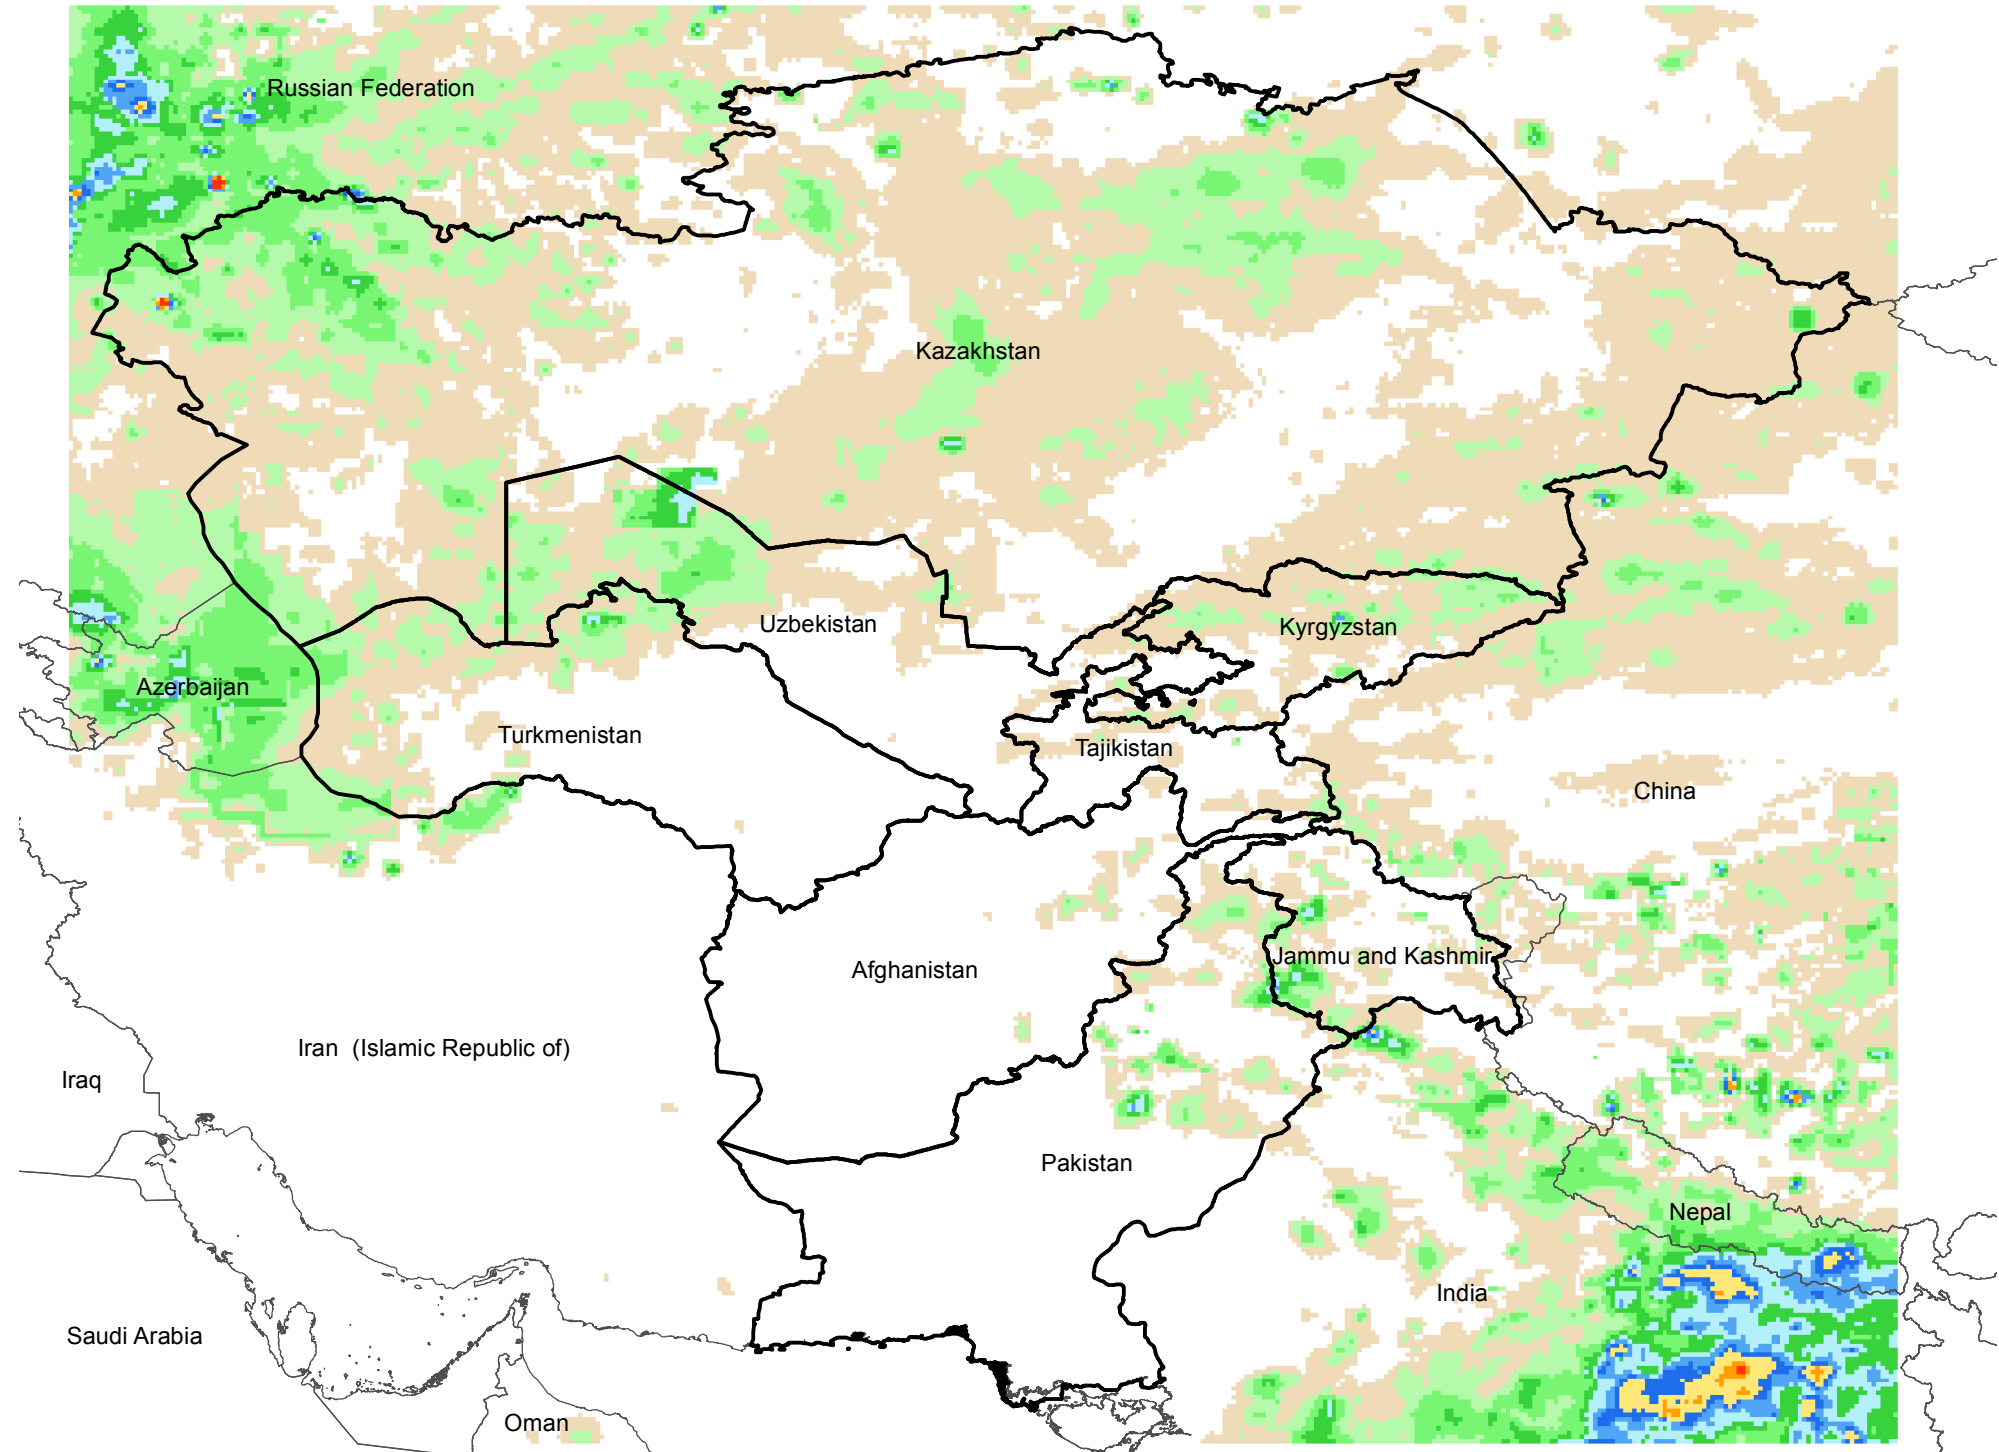 Russian Federation
Kazakhstan
Uzbekistan
Kyrgyzstan
Azerbaijan
Turkmenistan
Tajikistan
China
Jammu and Kashmir
Afghanistan
Iran  (Islamic Republic of)
Iraq
Pakistan
Nepal
India
Saudi Arabia
Oman